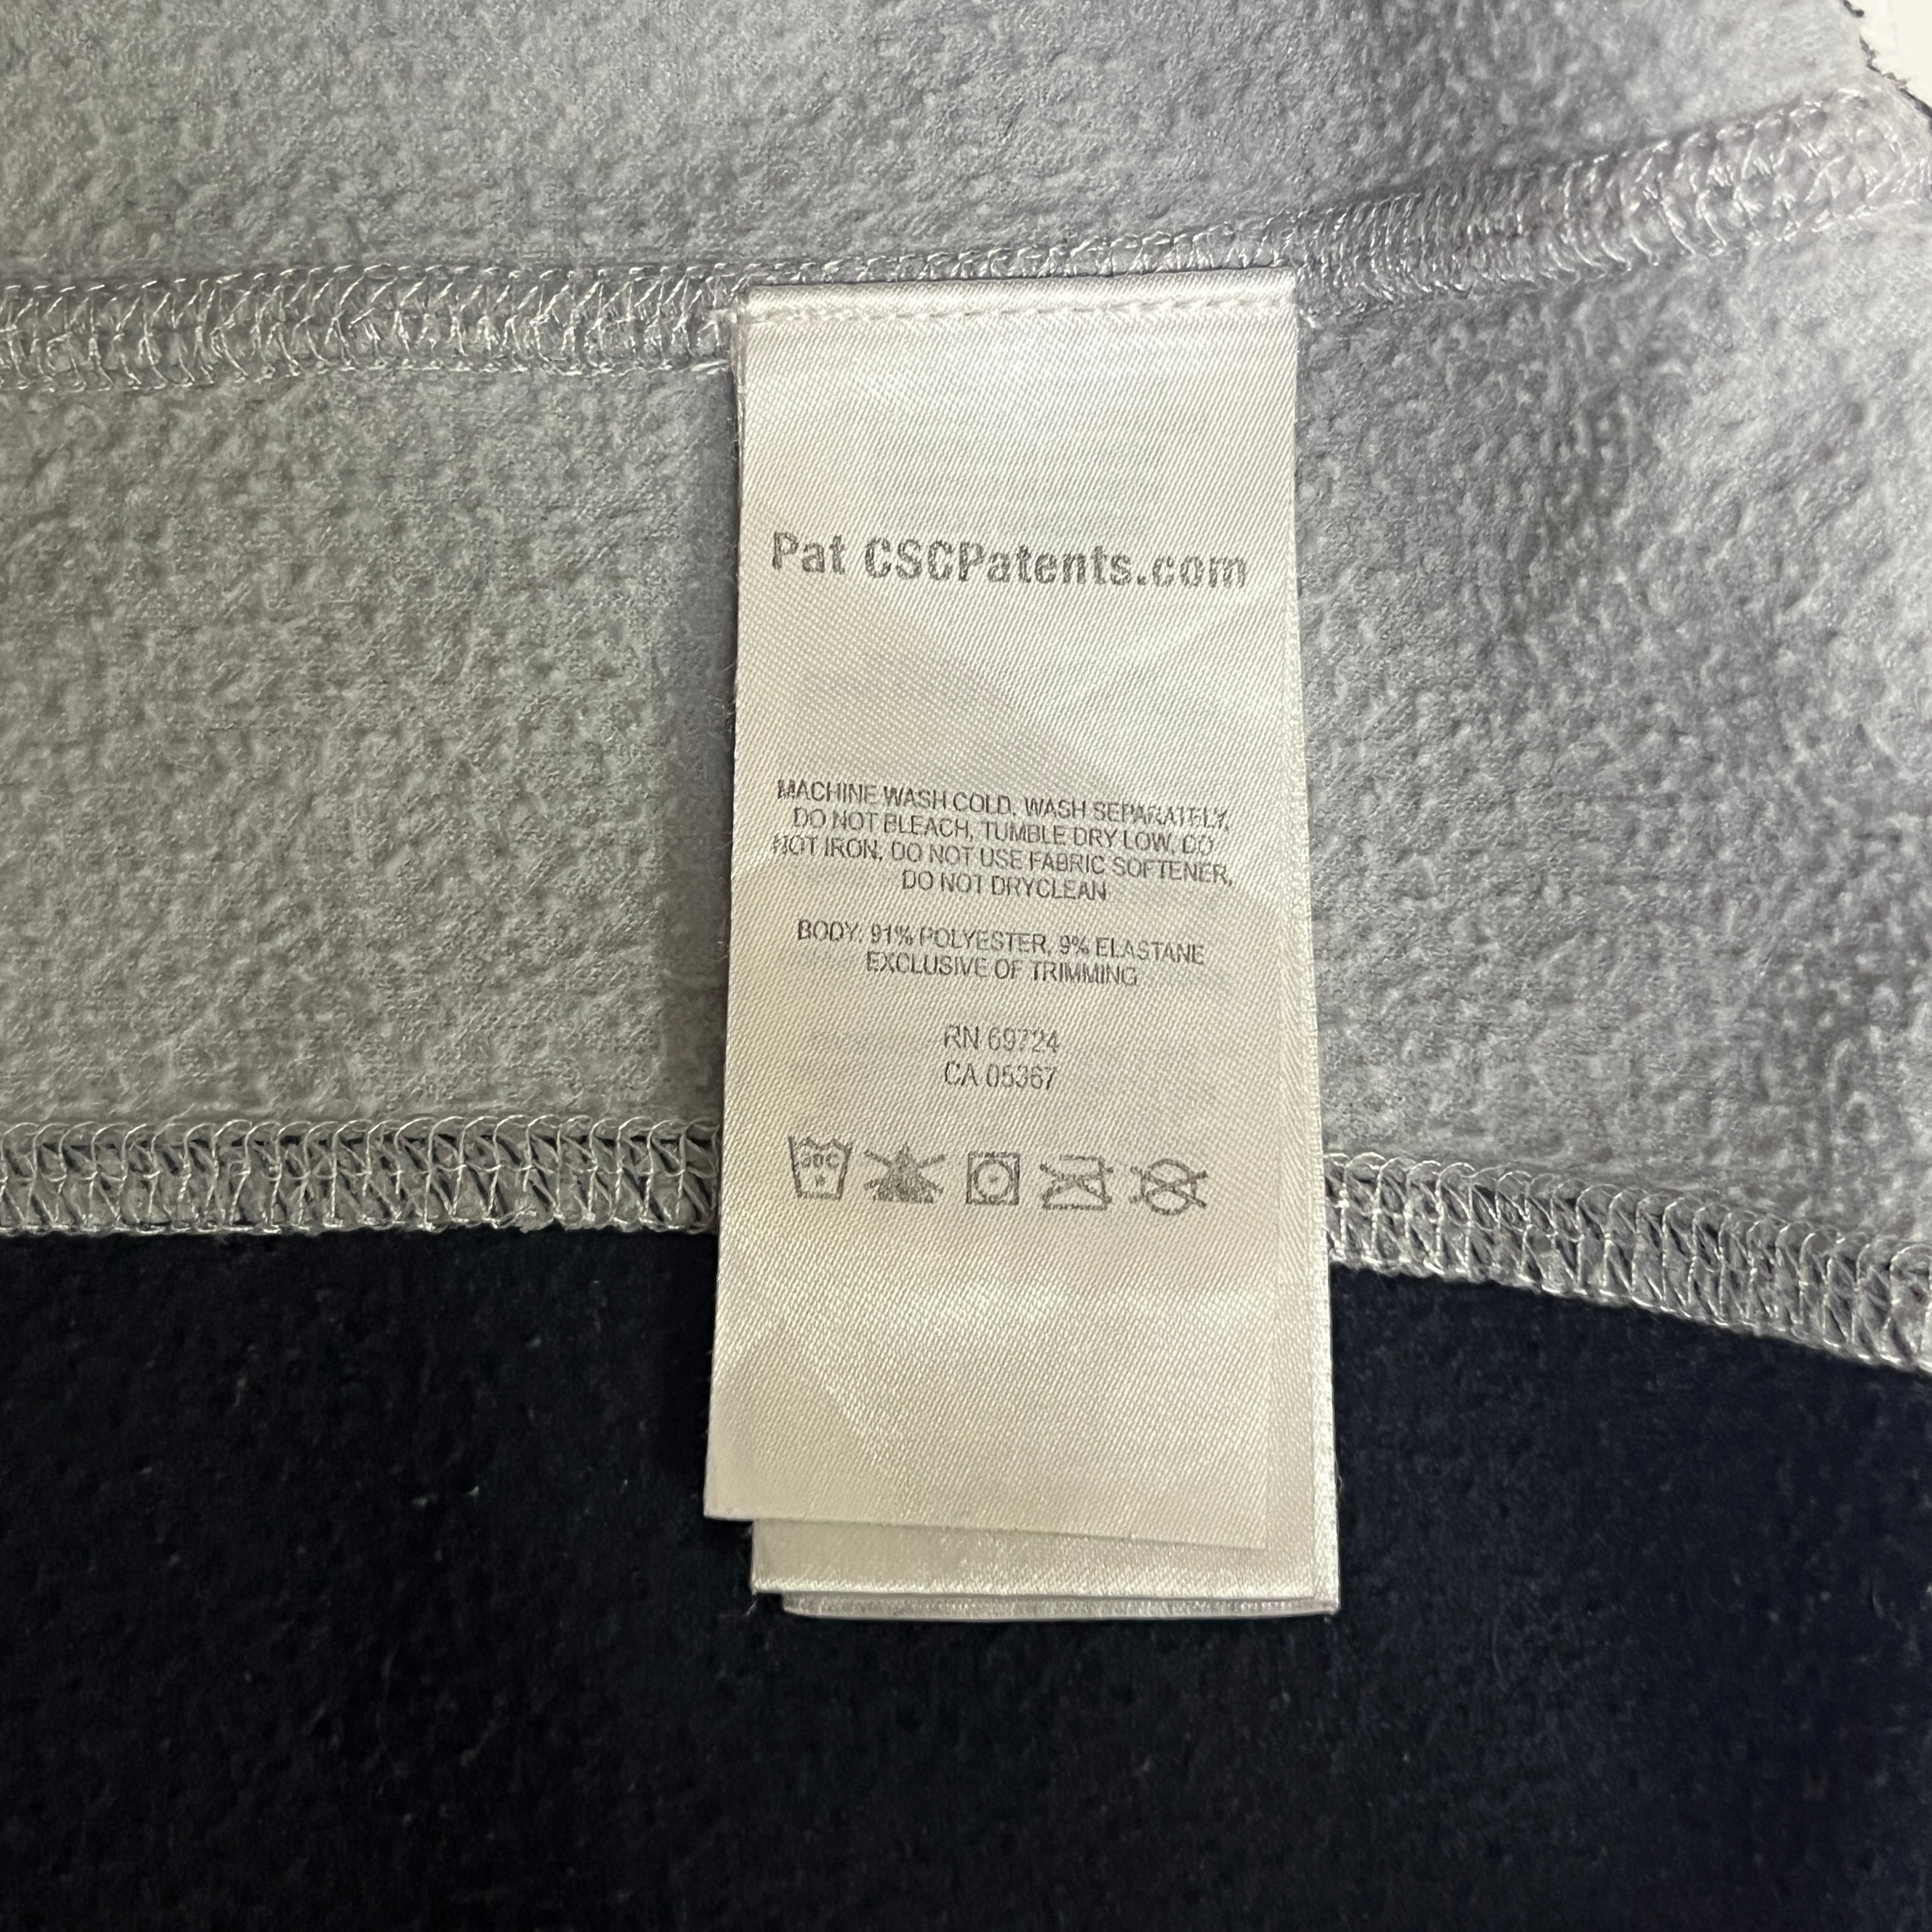 Pat CSCPatents.com
MACHINE WASH COLD, WASH SEPARATELY,
DO NOT BLEACH, TUMBLE DRY LOW, DO
NOT IRON, DO NOT USE FABRIC SOFTENER,
DO NOT DRYCLEAN
BODY: 91% POLYESTER, 9% ELASTANE
EXCLUSIVE OF TRIMMING
RN 69724
CA 05367
30C